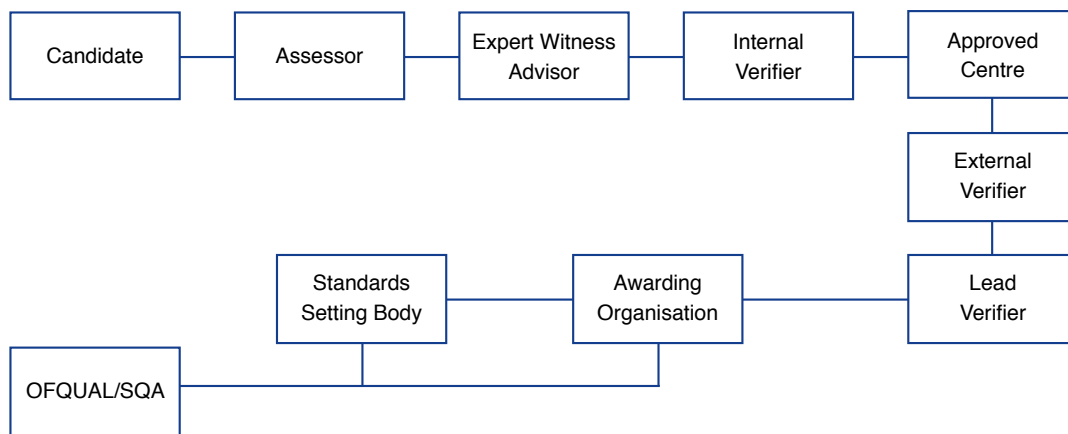 Candidate
Assessor
Expert Witness
Advisor
Internal
Verifier
Approved
Centre
External
Verifier
Standards
Setting Body
Awarding
Organisation
Lead
Verifier
OFQUAL/SQA